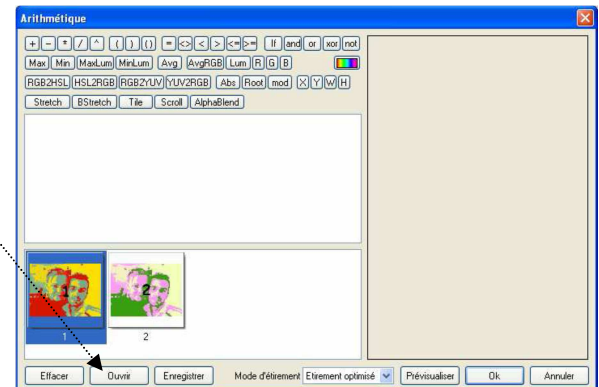 Arithmétique
+ - * / ^ ( ) () = <> < > <= >= If and or xor not
Max Min MaxLum MinLum Avg AvgRGB Lum R G B
RGB2HSL HSL2RGB RGB2YUV YUV2RGB Abs Root mod X Y W H
Stretch BStretch Tile Scroll AlphaBlend
1 2
1 2
Effacer Ouvrir Enregistrer Mode d'étirement Etirement optimisé Prévisualiser Ok Annuler